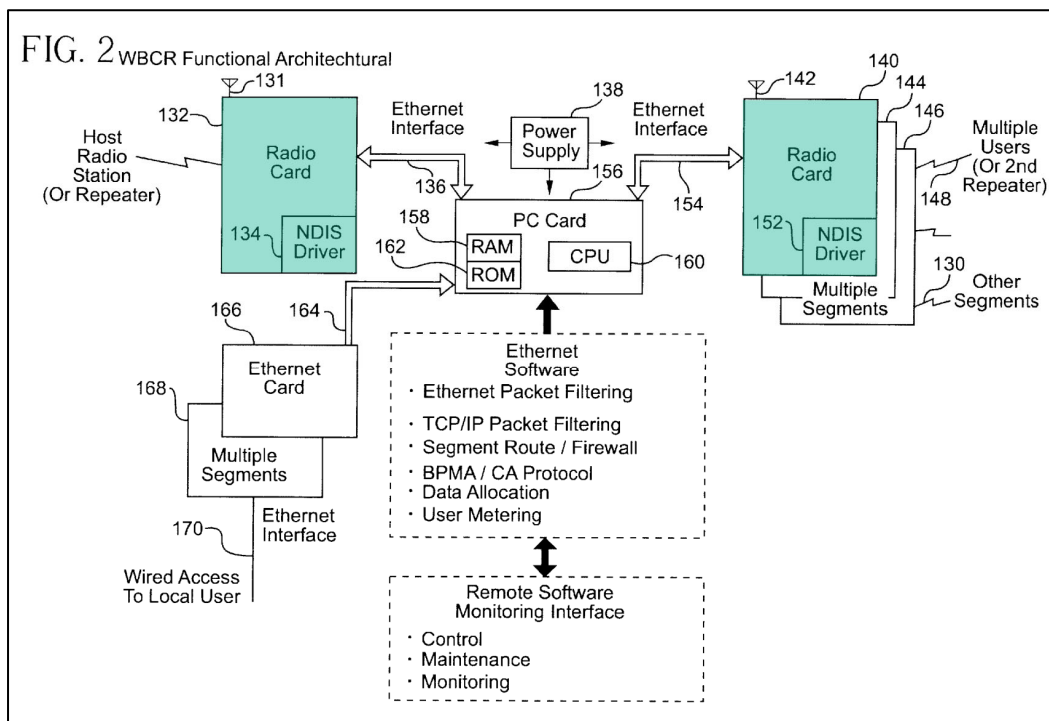 FIG. 2 WBCR Functional Architechtural
131
132
Host
Radio
Station
(Or Repeater)
Radio
Card
134
NDIS
Driver
Ethernet
Interface
136
138
Power
Supply
Ethernet
Interface
154
156
PC Card
158
RAM
162
ROM
CPU
160
142
140
144
146
Radio
Card
152
NDIS
Driver
Multiple
Segments
Multiple
Users
(Or 2nd
Repeater)
148
130
Other
Segments
164
166
Ethernet
Card
168
Multiple
Segments
Ethernet
Interface
170
Wired Access
To Local User
Ethernet
Software
· Ethernet Packet Filtering
· TCP/IP Packet Filtering
· Segment Route / Firewall
· BPMA / CA Protocol
· Data Allocation
· User Metering
Remote Software
Monitoring Interface
· Control
· Maintenance
· Monitoring